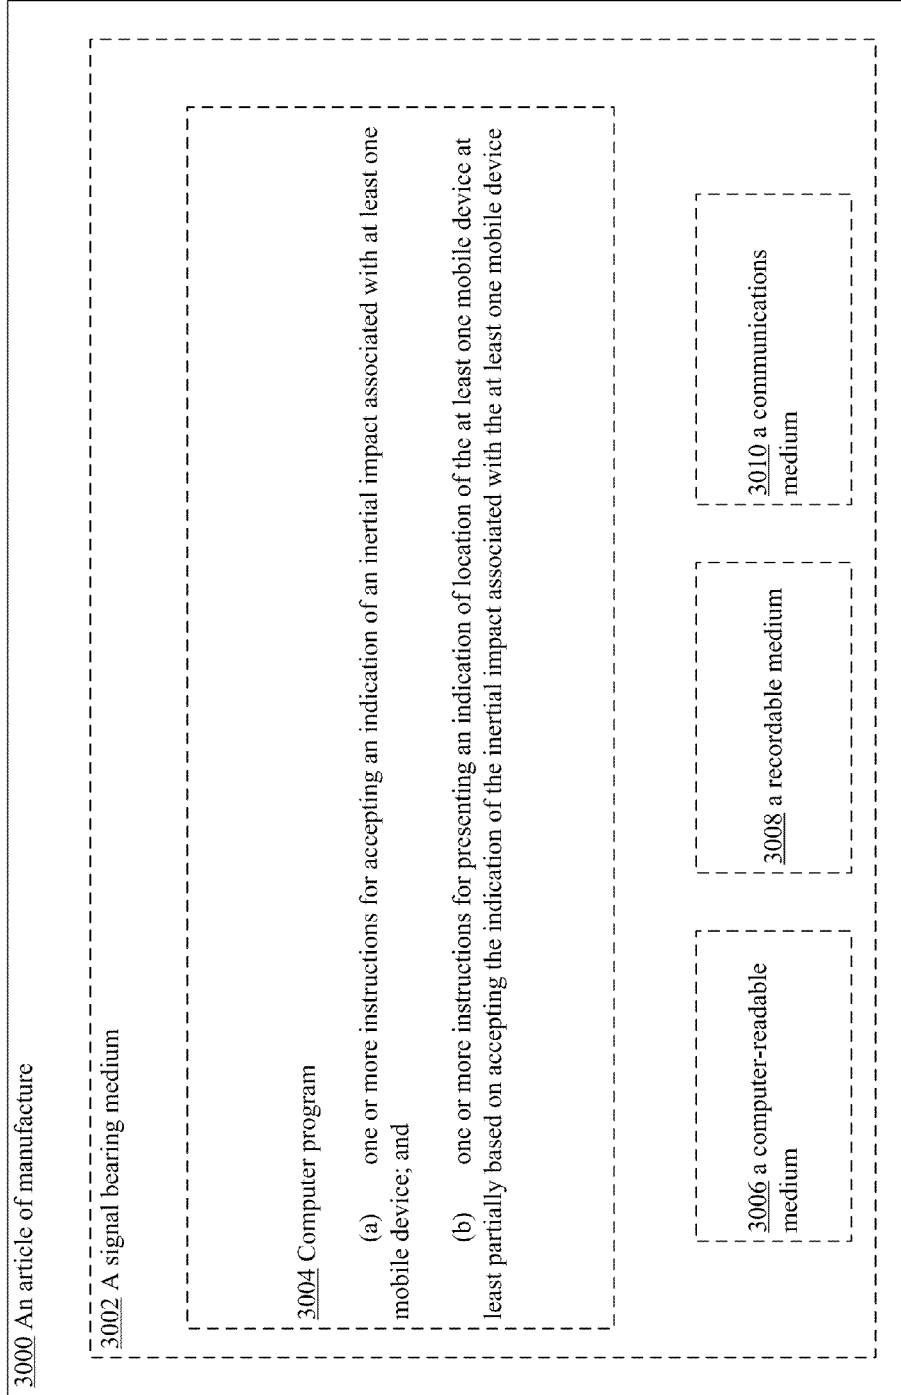 3000 An article of manufacture
3002 A signal bearing medium
3004 Computer program
(a) one or more instructions for accepting an indication of an inertial impact associated with at least one
mobile device; and
(b) one or more instructions for presenting an indication of location of the at least one mobile device at
least partially based on accepting the indication of the inertial impact associated with the at least one mobile device
3006 a computer-readable
medium
3008 a recordable medium
3010 a communications
medium